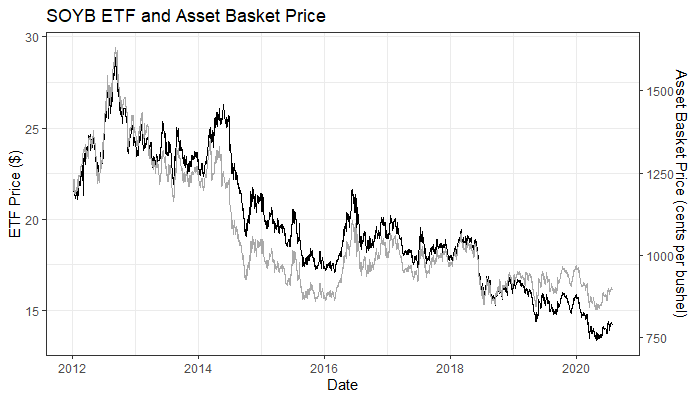 SOYB ETF and Asset Basket Price
ETF Price ($)
30
25
20
15
1500
1250
1000
750
Asset Basket Price (cents per bushel)
2012 2014 2016 2018 2020
Date